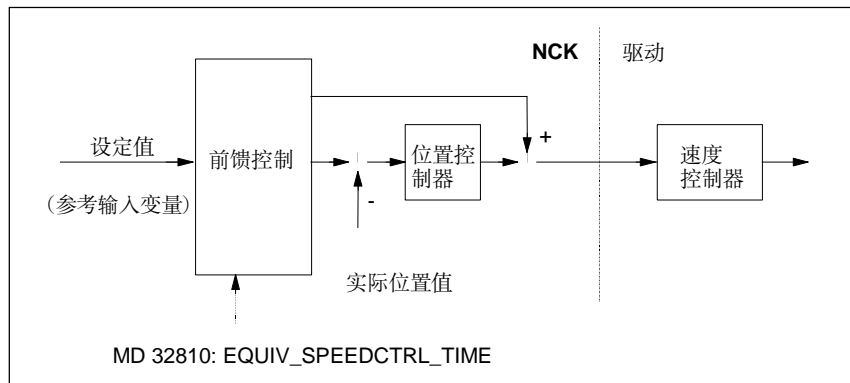 NCK
驱动
设定值
(参考输入变量)
前馈控制
-
位置控
制器
+
速度
控制器
实际位置值
MD 32810: EQUIV_SPEEDCTRL_TIME